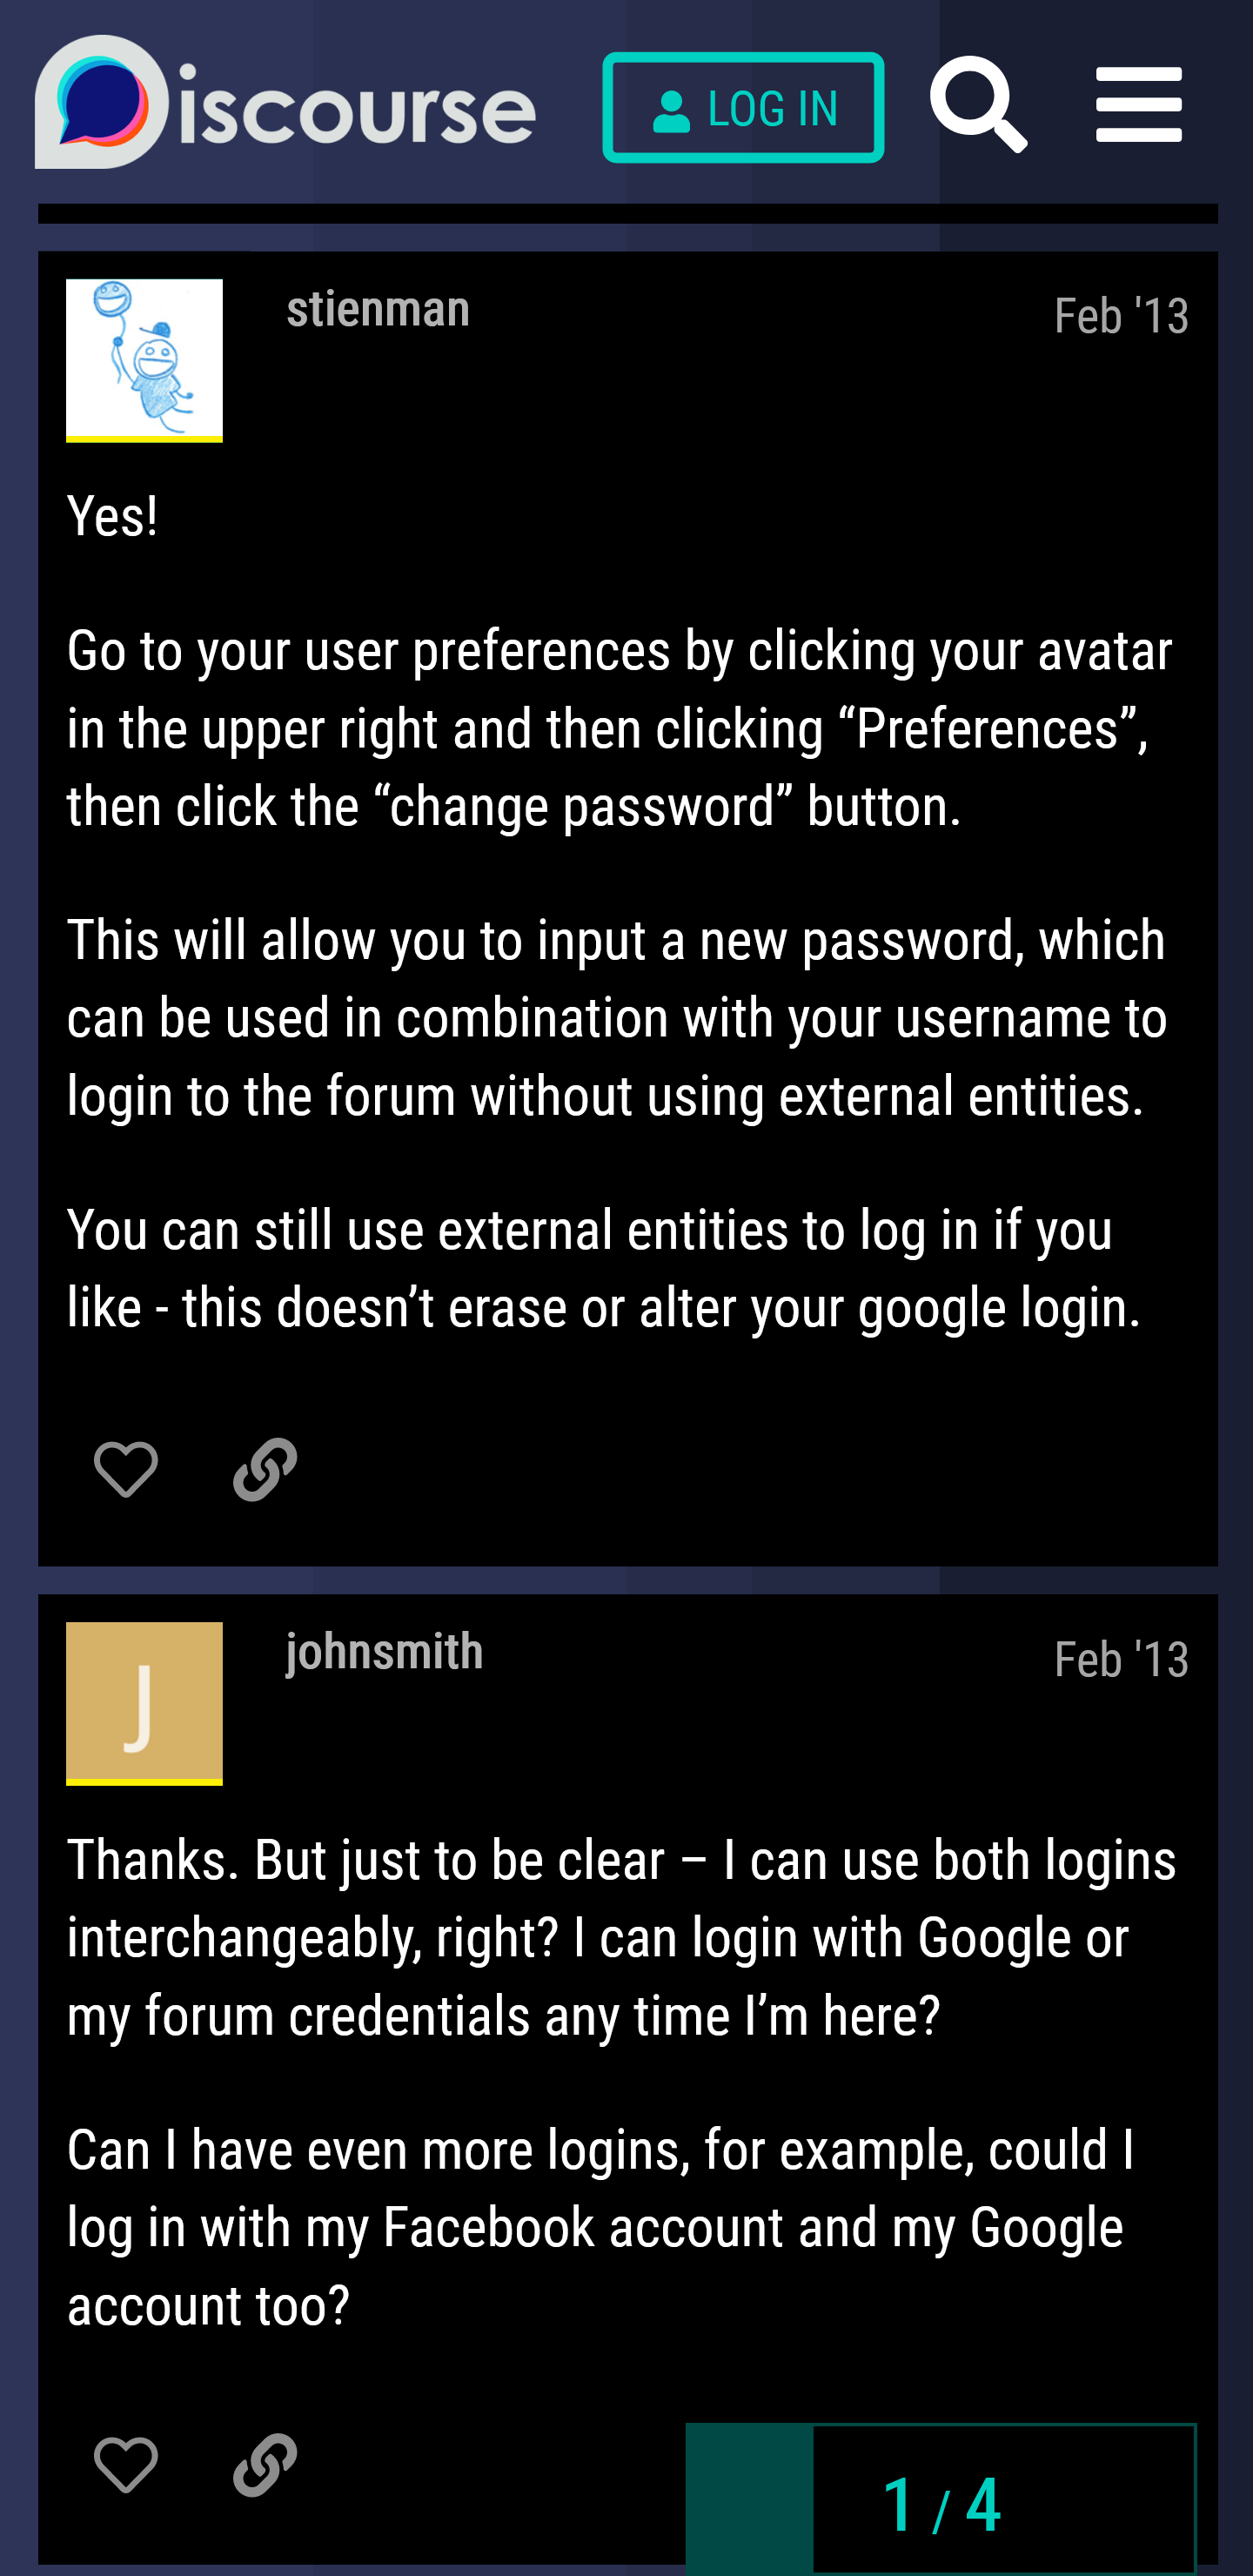 Discourse
LOG IN
stienman
Feb '13
Yes!
Go to your user preferences by clicking your avatar
in the upper right and then clicking “Preferences”,
then click the “change password” button.
This will allow you to input a new password, which
can be used in combination with your username to
login to the forum without using external entities.
You can still use external entities to log in if you
like - this doesn’t erase or alter your google login.
J
johnsmith
Feb '13
Thanks. But just to be clear – I can use both logins
interchangeably, right? I can login with Google or
my forum credentials any time I’m here?
Can I have even more logins, for example, could I
log in with my Facebook account and my Google
account too?
1 / 4